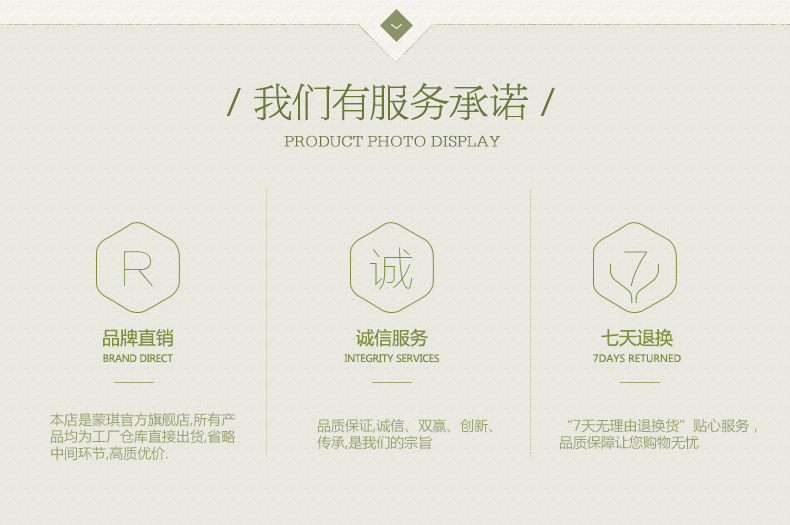 / 我们有服务承诺 /
PRODUCT PHOTO DISPLAY
R
品牌直销
BRAND DIRECT
本店是蒙琪官方旗舰店,所有产
品均为工厂仓库直接出货,省略
中间环节,高质优价.
诚
诚信服务
INTEGRITY SERVICES
品质保证,诚信、双赢、创新、
传承,是我们的宗旨
7
七天退换
7DAYS RETURNED
“7天无理由退换货”贴心服务，
品质保障让您购物无忧